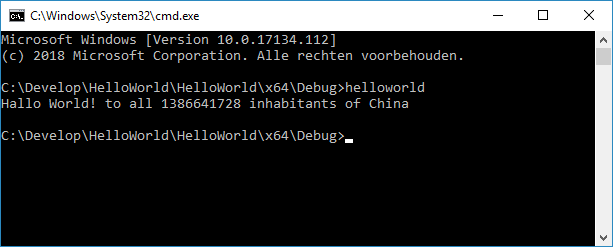 C:\Windows\System32\cmd.exe
Microsoft Windows [Version 10.0.17134.112]
(c) 2018 Microsoft Corporation. Alle rechten voorbehouden.
C:\Develop\HelloWorld\HelloWorld\x64\Debug>helloworld
Hallo World! to all 1386641728 inhabitants of China
C:\Develop\HelloWorld\HelloWorld\x64\Debug>